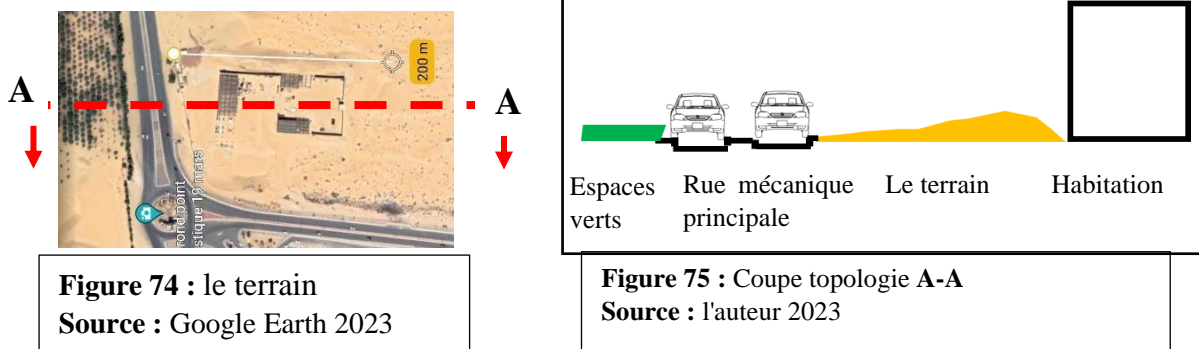 A
A
200 m
rond point
stique 19 mars
Figure 74 : le terrain
Source : Google Earth 2023
Espaces verts
Rue mécanique principale
Le terrain
Habitation
Figure 75 : Coupe topologie A-A
Source : l'auteur 2023